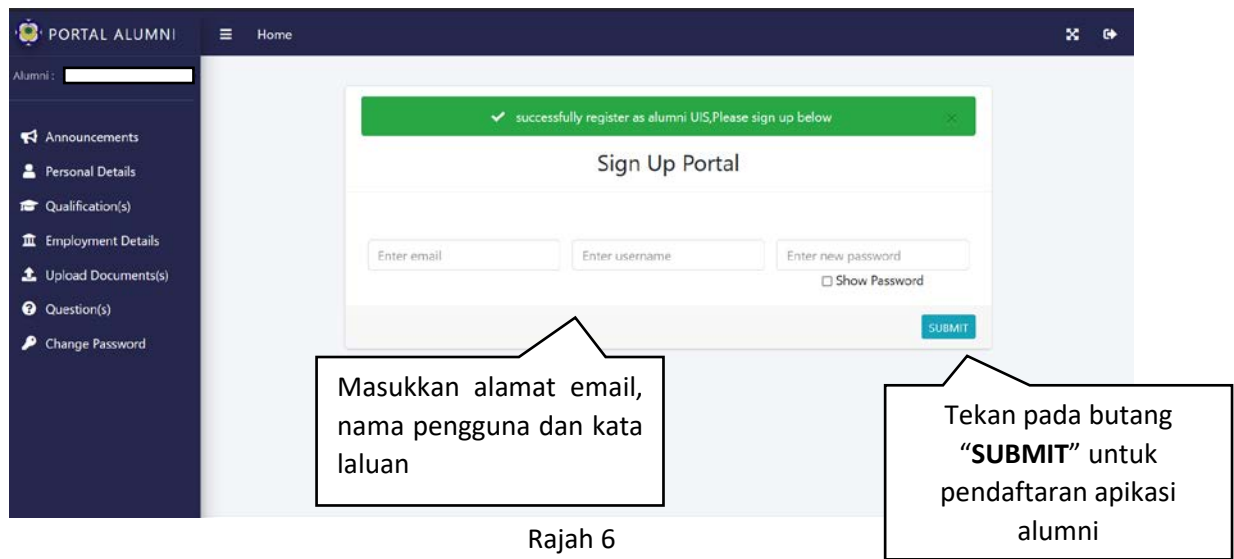 PORTAL ALUMNI
Home
Alumni :
Announcements
Personal Details
Qualification(s)
Employment Details
Upload Documents(s)
Question(s)
Change Password
successfully register as alumni UIS,Please sign up below
Sign Up Portal
Enter email
Enter username
Enter new password
Show Password
SUBMIT
Masukkan alamat email,
nama pengguna dan kata
laluan
Tekan pada butang
“SUBMIT” untuk
pendaftaran apikasi
alumni
Rajah 6